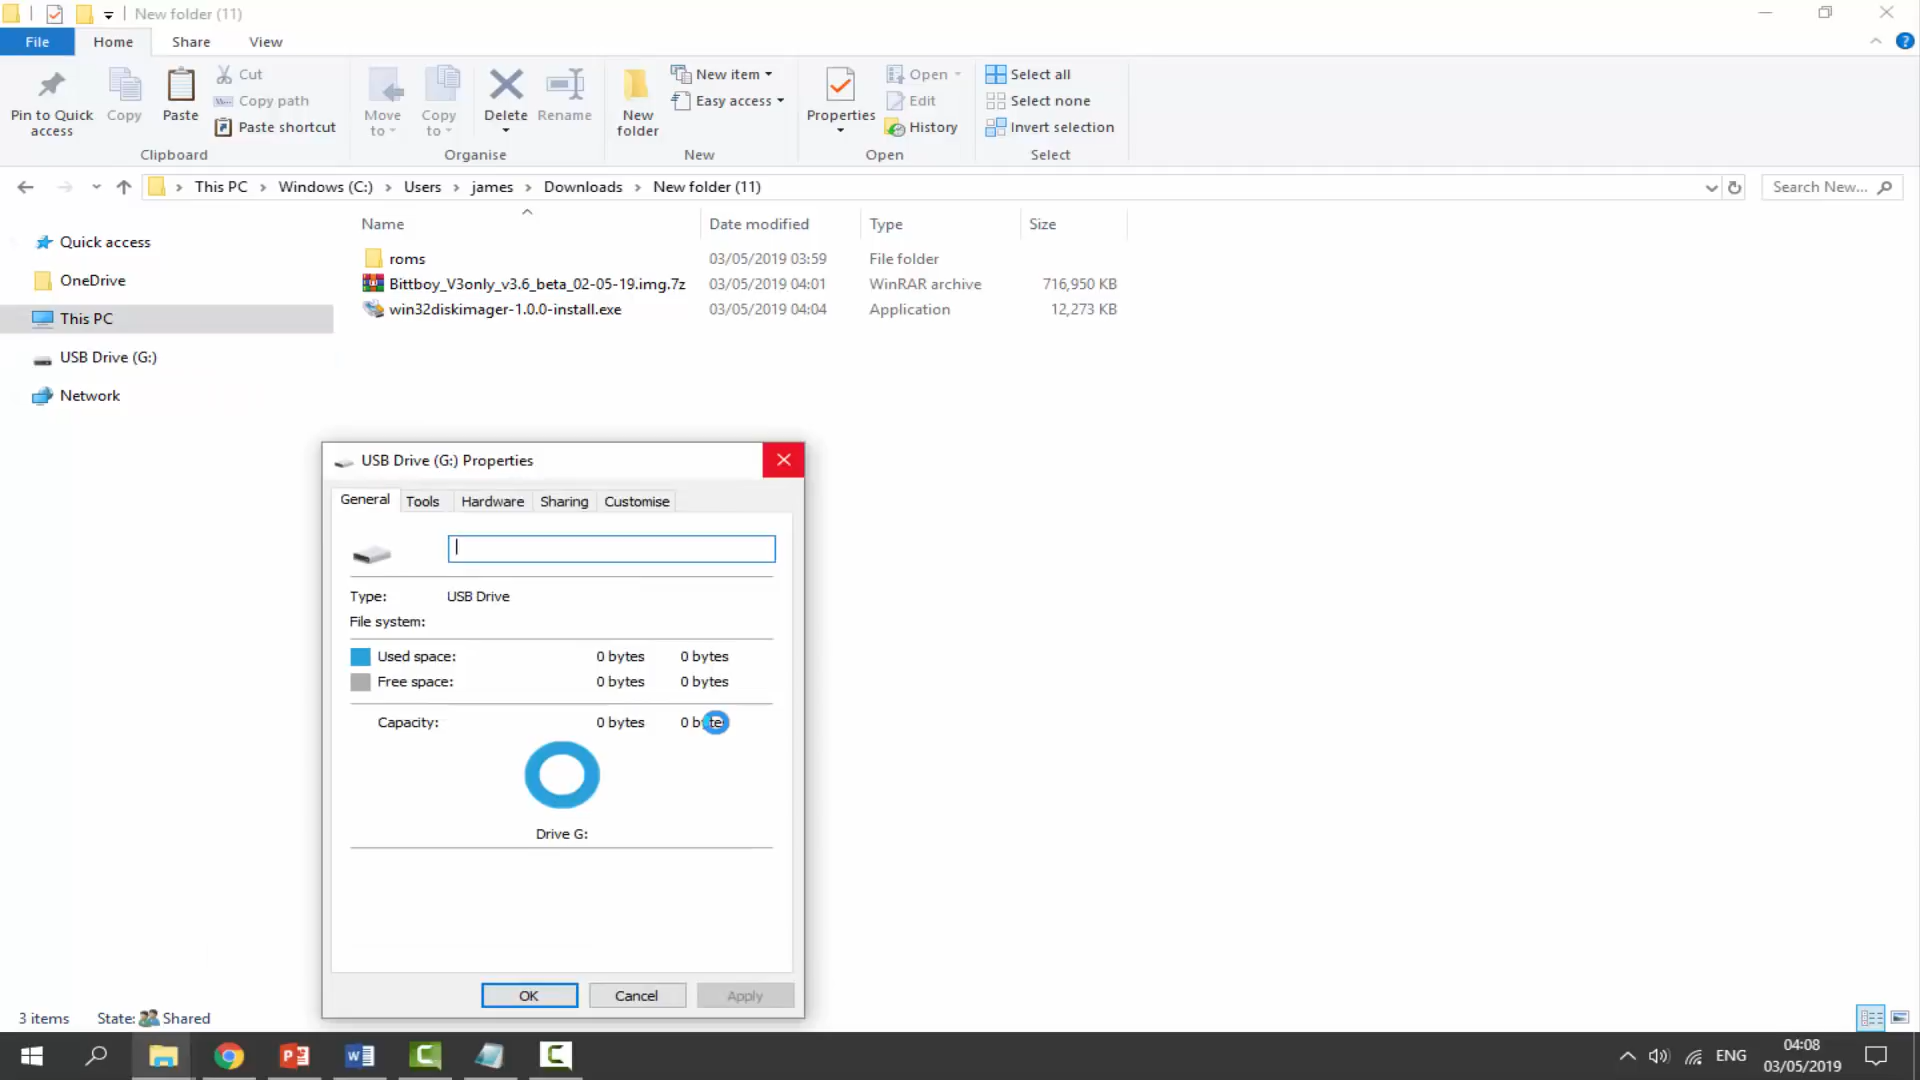 New folder (11)
File
Home
Share
View
Pin to Quick access
Copy
Paste
Cut
Copy path
Paste shortcut
Clipboard
Move to
Copy to
Delete
Rename
Organise
New folder
New item
Easy access
New
Properties
Open
Edit
History
Open
Select all
Select none
Invert selection
Select
This PC > Windows (C:) > Users > james > Downloads > New folder (11)
Search New...
Quick access
OneDrive
This PC
USB Drive (G:)
Network
Name Date modified Type Size
roms 03/05/2019 03:59 File folder
Bittboy_V3only_v3.6_beta_02-05-19.img.7z 03/05/2019 04:01 WinRAR archive 716,950 KB
win32diskimager-1.0.0-install.exe 03/05/2019 04:04 Application 12,273 KB
USB Drive (G:) Properties
General Tools Hardware Sharing Customise
Type: USB Drive
File system:
Used space: 0 bytes 0 bytes
Free space: 0 bytes 0 bytes
Capacity: 0 bytes 0 bytes
Drive G:
OK Cancel Apply
3 items State: Shared
ENG
04:08
03/05/2019